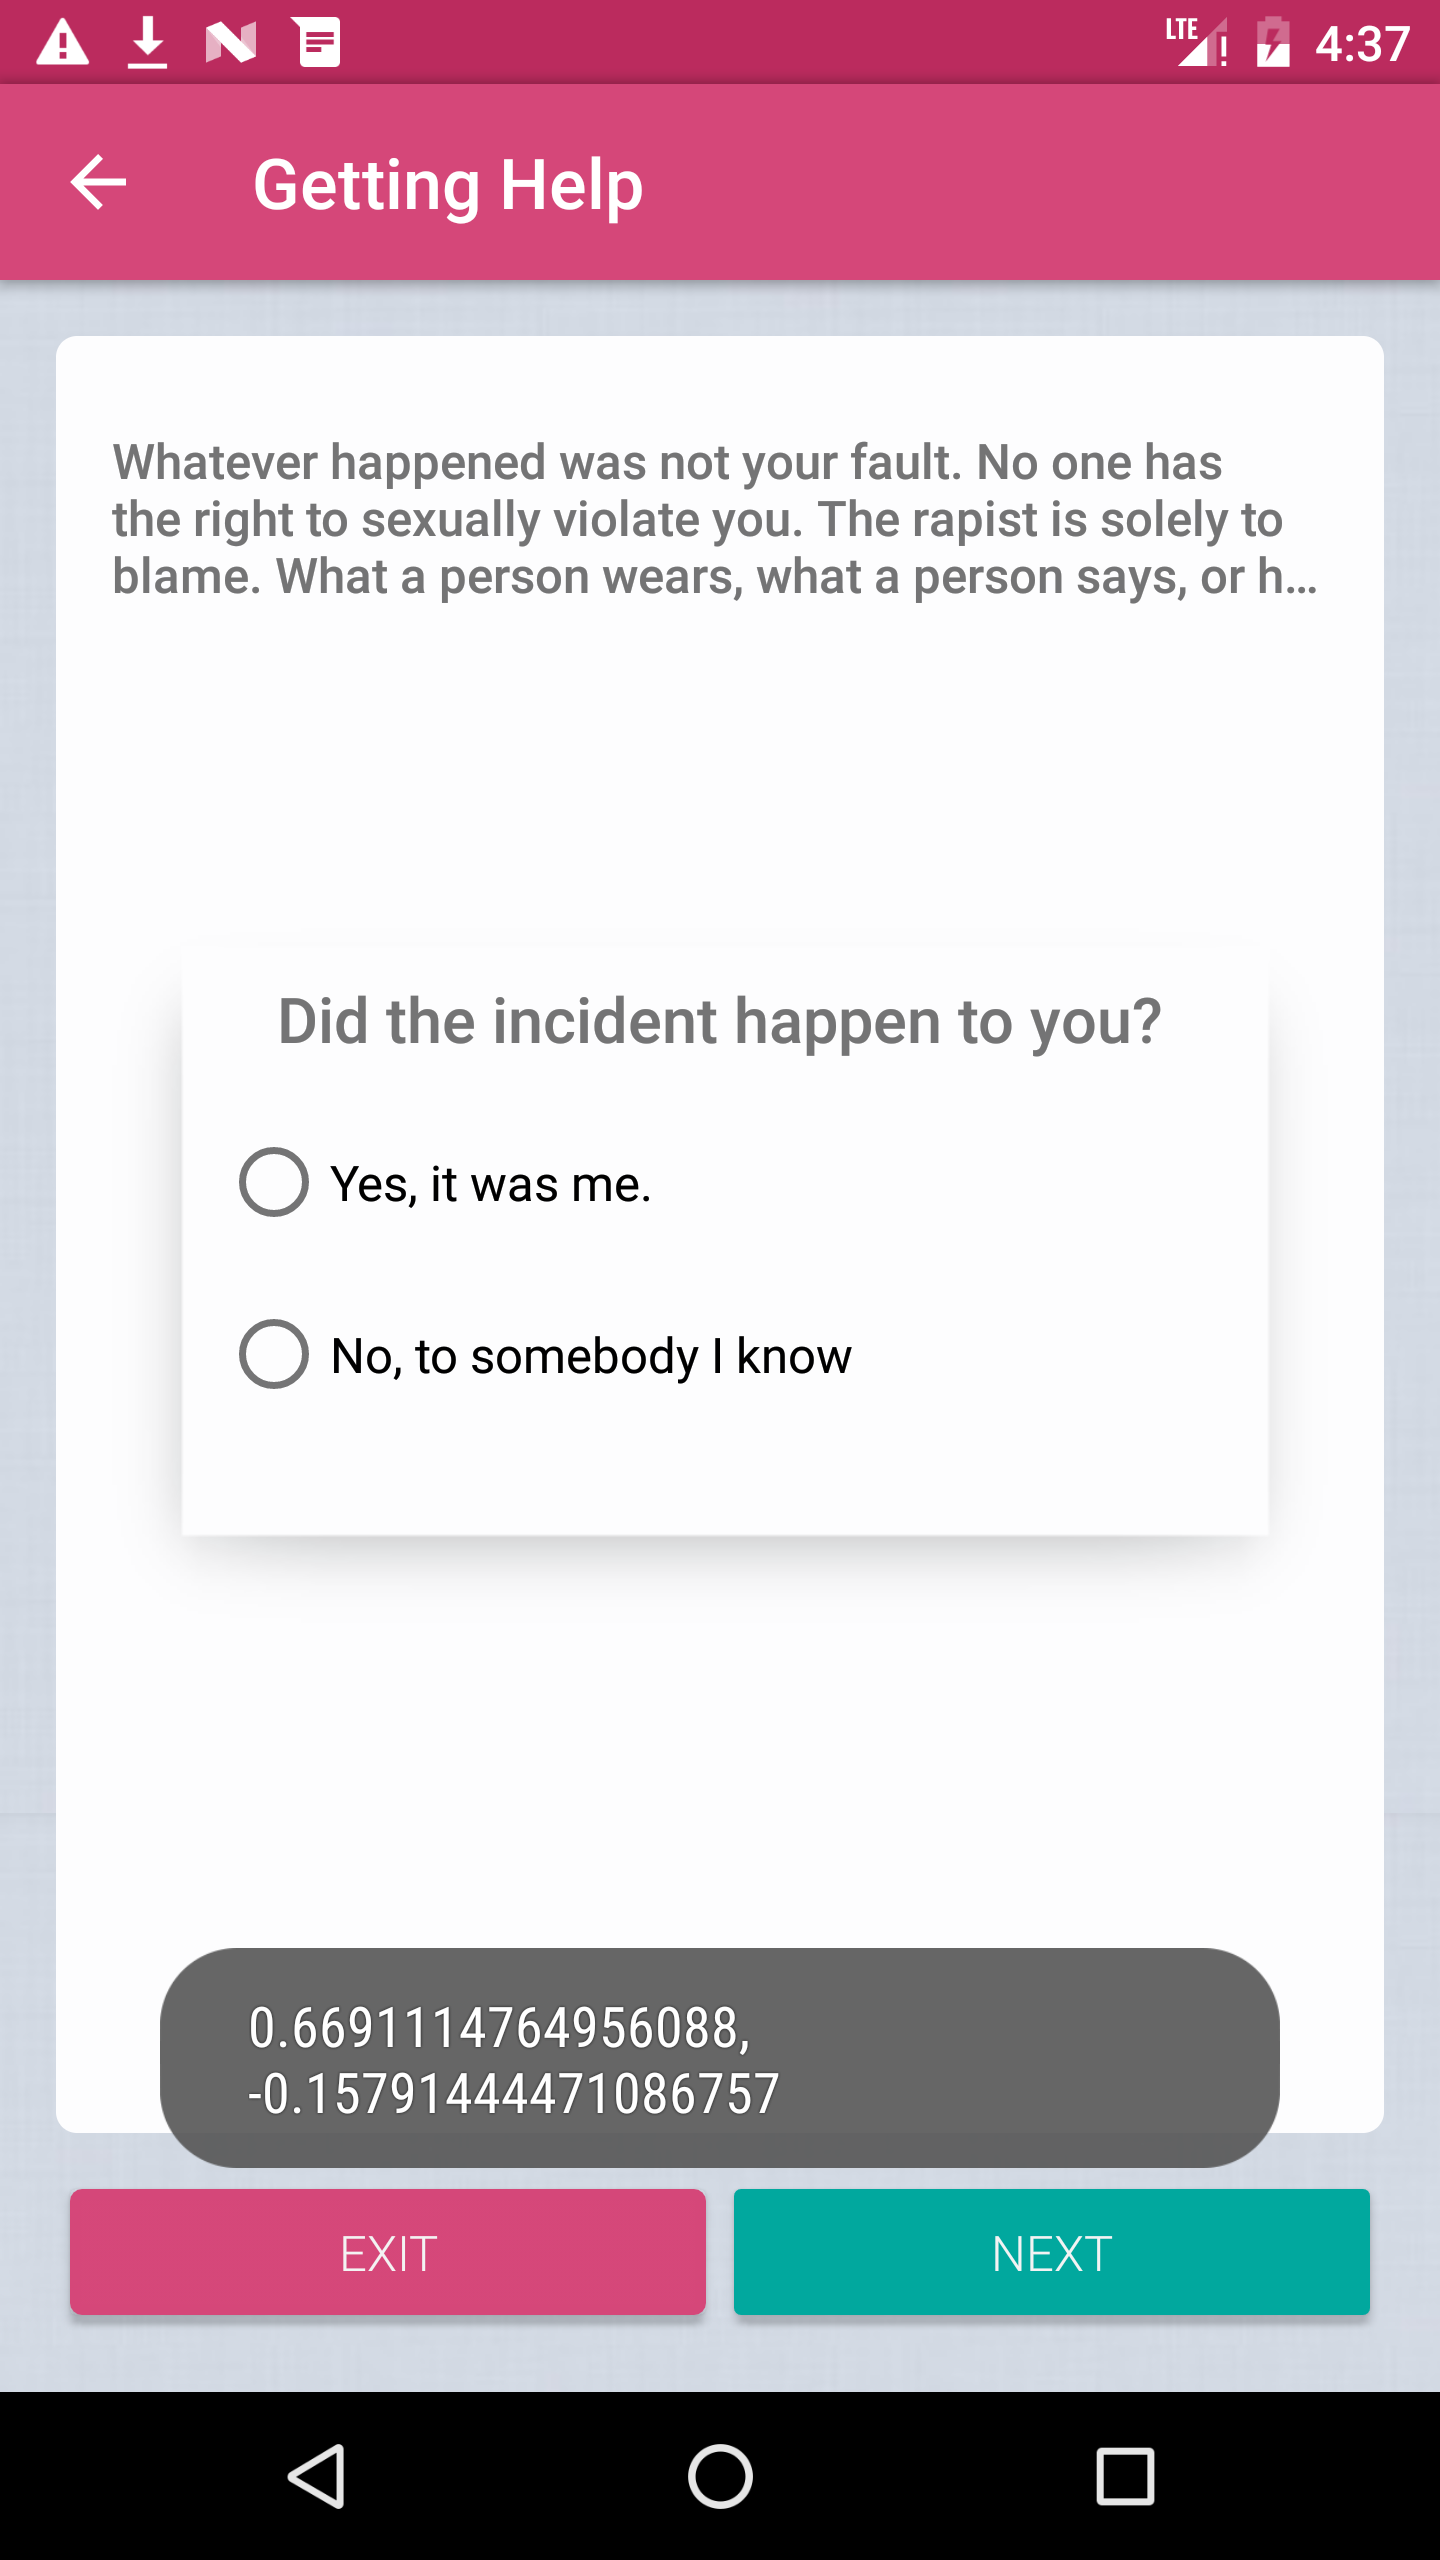 LTE 4:37
Getting Help
Whatever happened was not your fault. No one has
the right to sexually violate you. The rapist is solely to
blame. What a person wears, what a person says, or h…
Did the incident happen to you?
Yes, it was me.
No, to somebody I know
0.6691114764956088,
-0.15791444471086757
EXIT
NEXT